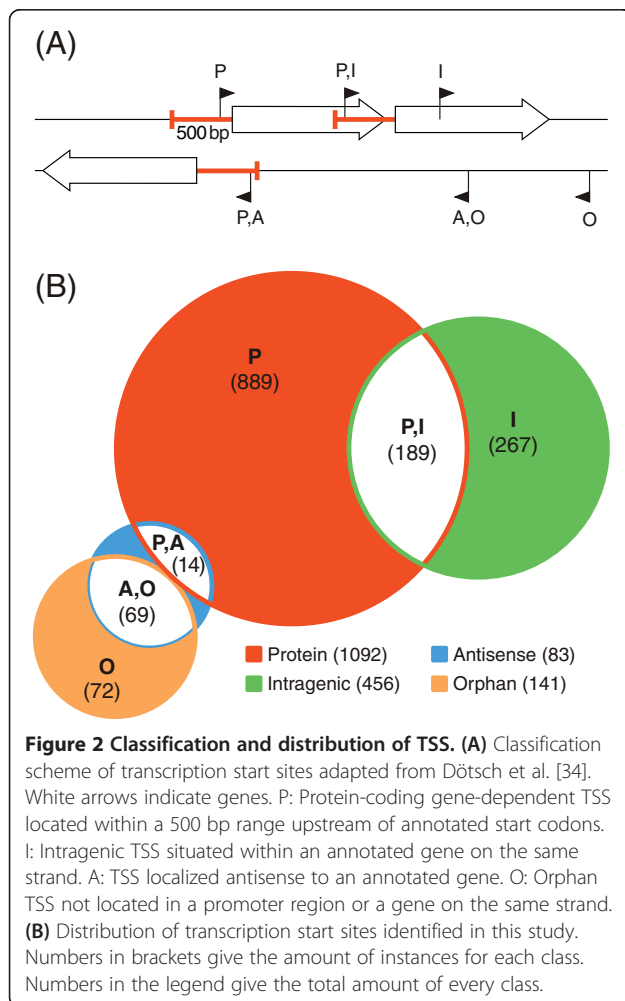 (A)
P
P,I
I
500 bp
P,A
A,O
O
(B)
P
(889)
P,I
(189)
I
(267)
P,A
(14)
A,O
(69)
O
(72)
Protein (1092)
Antisense (83)
Intragenic (456)
Orphan (141)
Figure 2 Classification and distribution of TSS. (A) Classification
scheme of transcription start sites adapted from Dötsch et al. [34].
White arrows indicate genes. P: Protein-coding gene-dependent TSS
located within a 500 bp range upstream of annotated start codons.
I: Intragenic TSS situated within an annotated gene on the same
strand. A: TSS localized antisense to an annotated gene. O: Orphan
TSS not located in a promoter region or a gene on the same strand.
(B) Distribution of transcription start sites identified in this study.
Numbers in brackets give the amount of instances for each class.
Numbers in the legend give the total amount of every class.